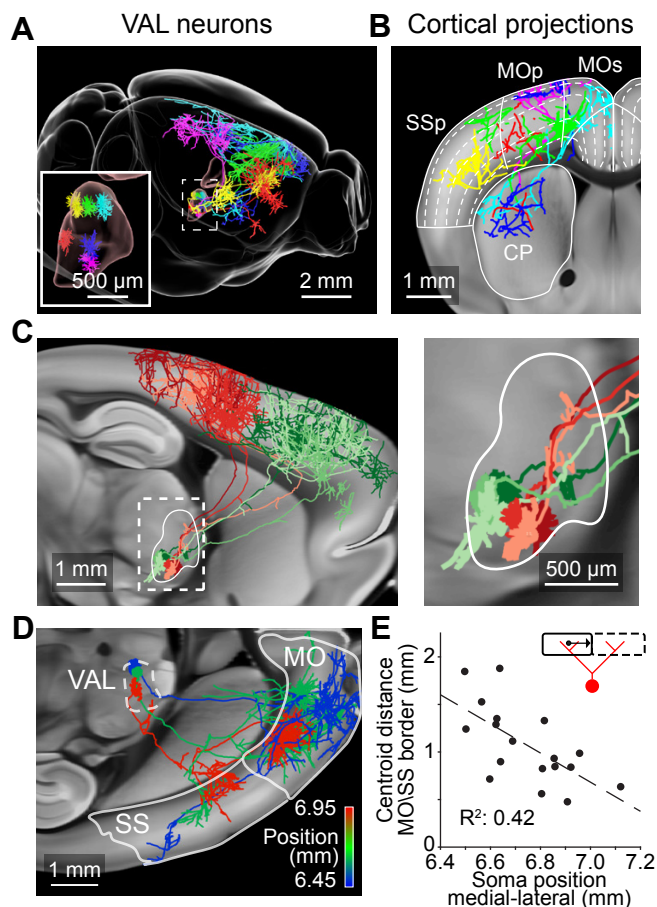 A
VAL neurons
B
Cortical projections
500 µm
2 mm
SSp
MOp
MOs
CP
1 mm
C
1 mm
500 µm
D
VAL
MO
SS
6.95
Position
(mm)
6.45
1 mm
E
Centroid distance
MO\SS border (mm)
2
1
0
R²: 0.42
6.4
6.6
6.8
7.0
7.2
Soma position
medial-lateral (mm)